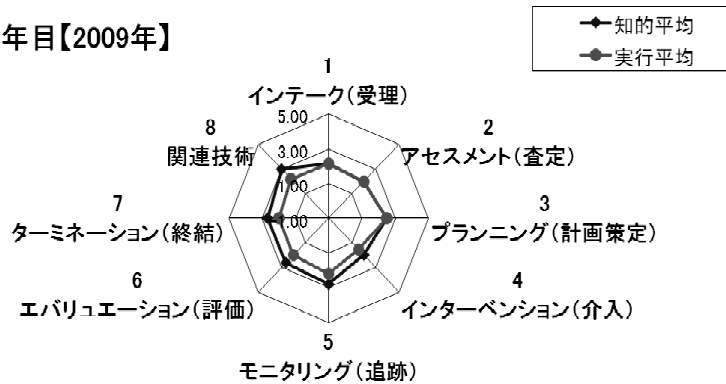 年目【2009年】
知的平均
実行平均
1
インテーク(受理)
2
アセスメント(査定)
3
プランニング(計画策定)
4
インターベンション(介入)
5
モニタリング(追跡)
6
エバリュエーション(評価)
7
ターミネーション(終結)
8
関連技術
5.00
3.00
1.00
-1.00